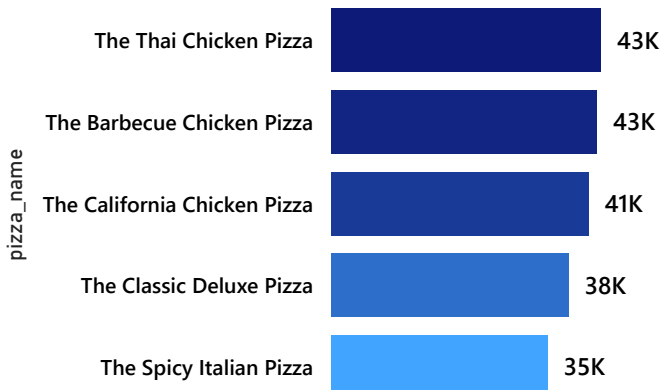 The Thai Chicken Pizza 43K
The Barbecue Chicken Pizza 43K
pizza_name
The California Chicken Pizza 41K
The Classic Deluxe Pizza 38K
The Spicy Italian Pizza 35K